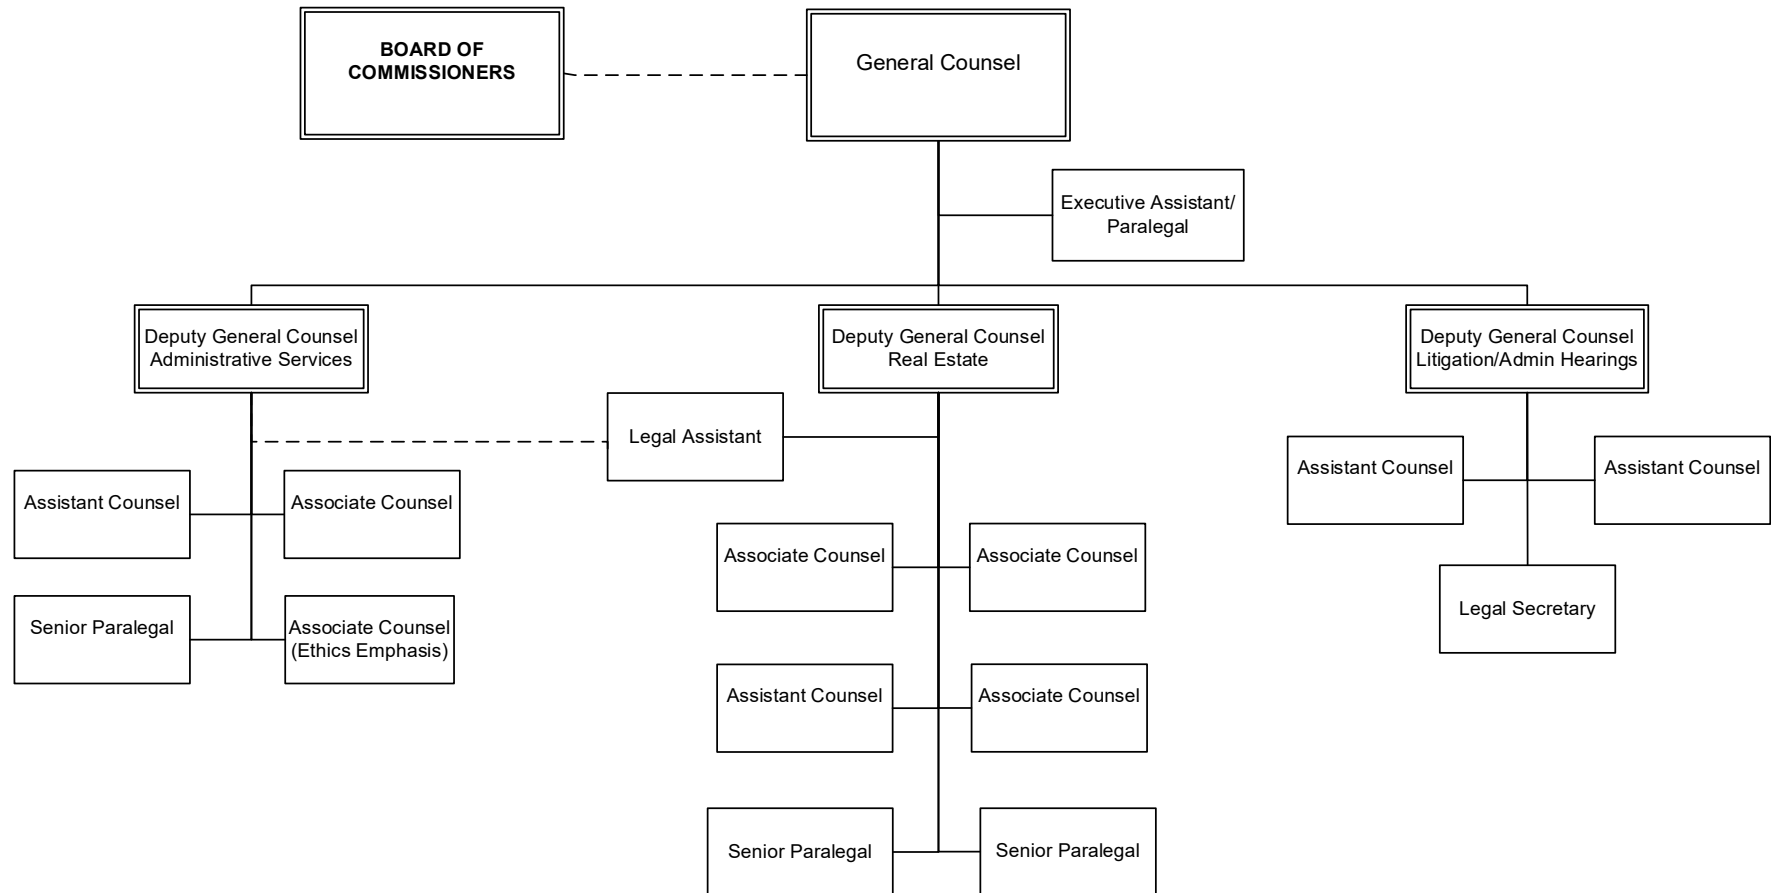 BOARD OF
COMMISSIONERS
General Counsel
Executive Assistant/
Paralegal
Deputy General Counsel
Administrative Services
Deputy General Counsel
Real Estate
Deputy General Counsel
Litigation/Admin Hearings
Legal Assistant
Assistant Counsel
Associate Counsel
Senior Paralegal
Associate Counsel
(Ethics Emphasis)
Associate Counsel
Associate Counsel
Assistant Counsel
Associate Counsel
Senior Paralegal
Senior Paralegal
Assistant Counsel
Assistant Counsel
Legal Secretary